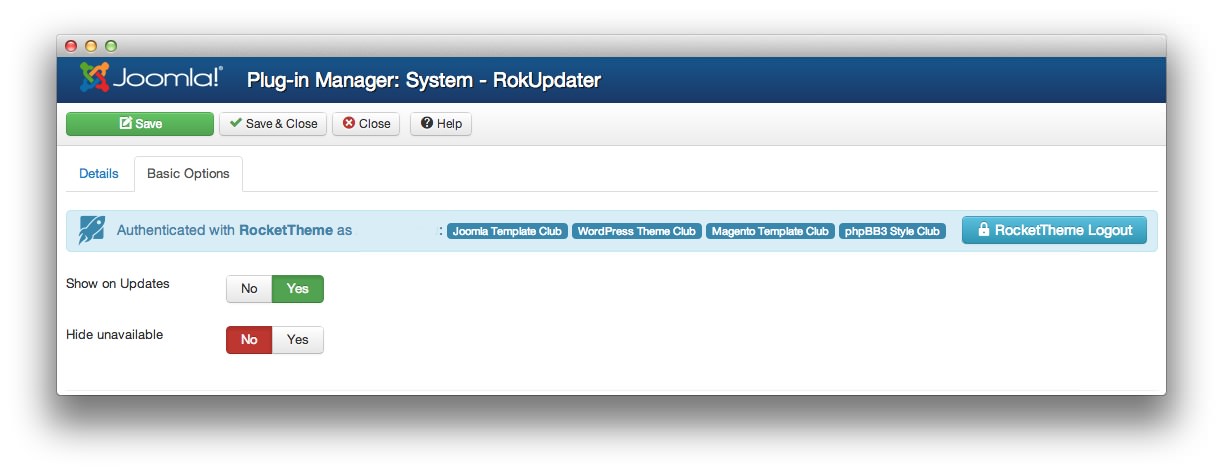 Joomla!® Plug-in Manager: System - RokUpdater
Save Save & Close Close Help
Details Basic Options
Authenticated with RocketTheme as : Joomla Template Club WordPress Theme Club Magento Template Club phpBB3 Style Club RocketTheme Logout
Show on Updates No Yes
Hide unavailable No Yes